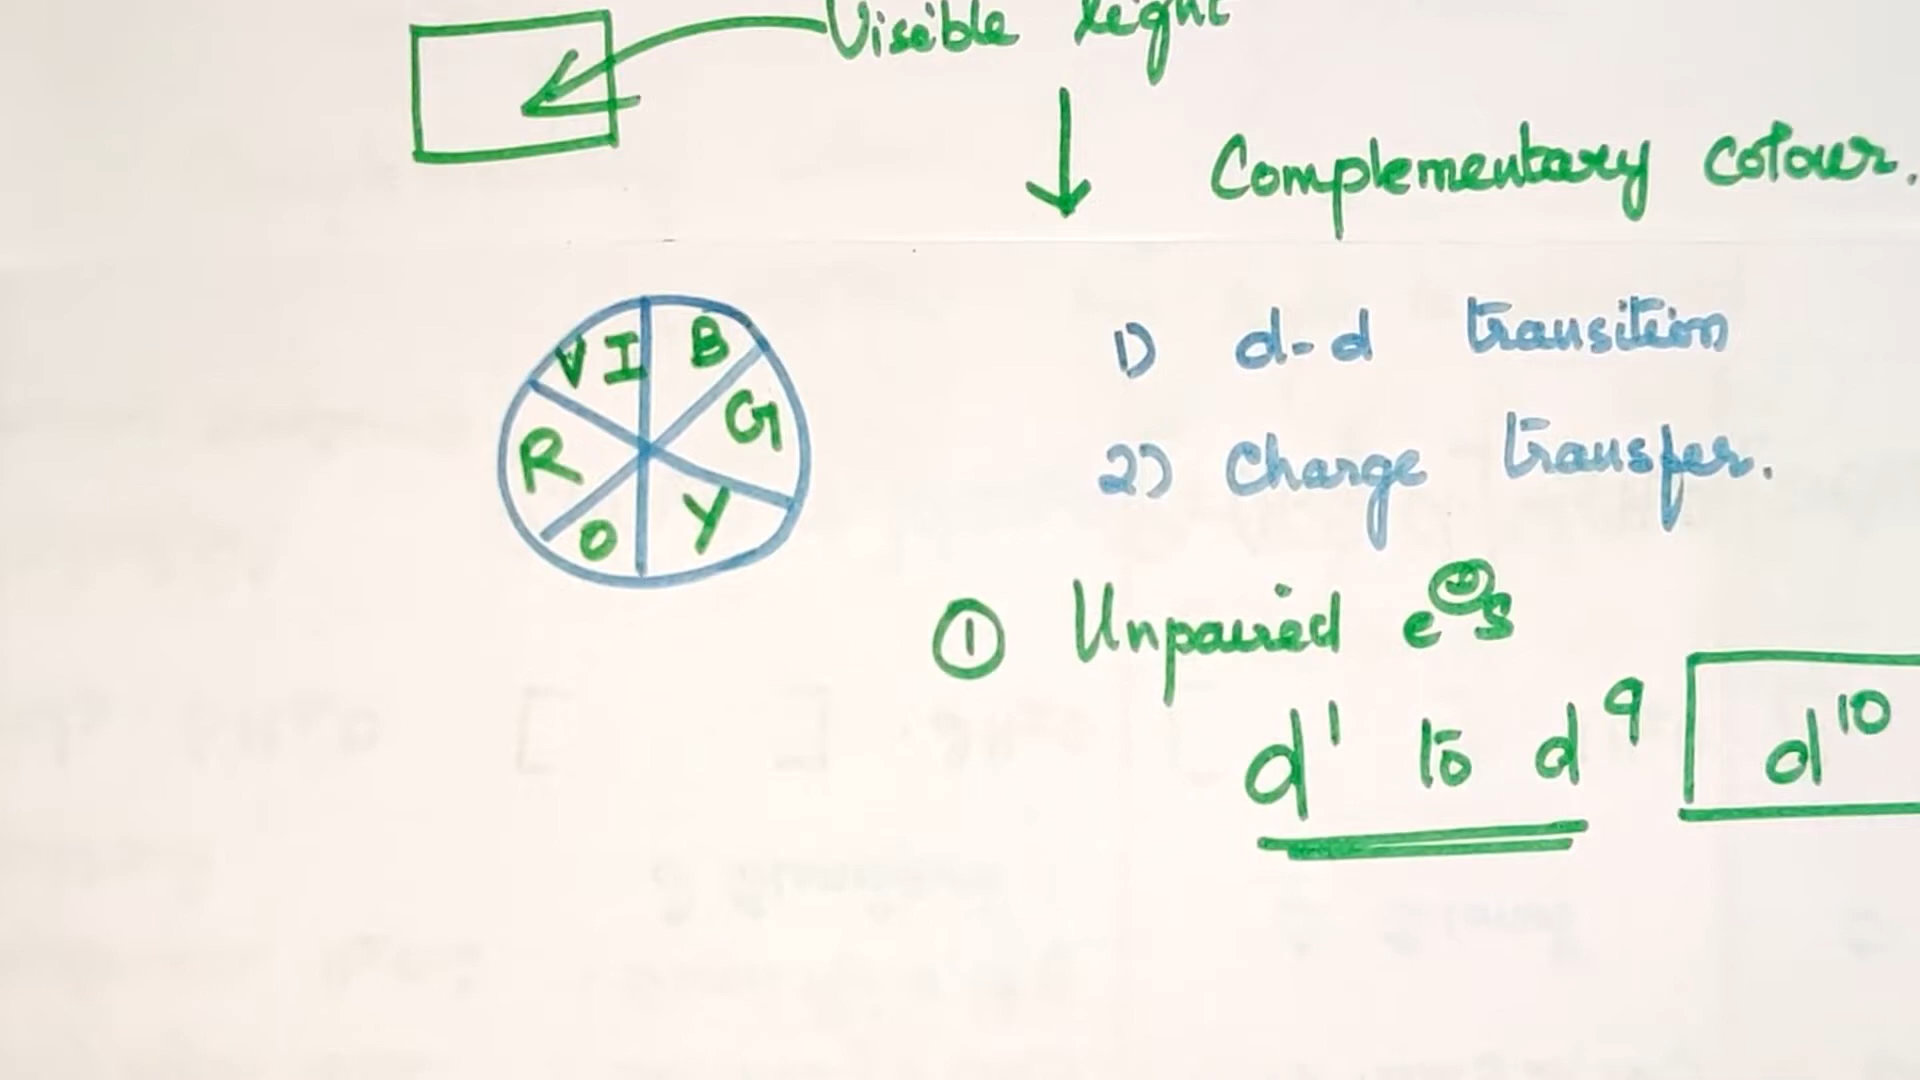 Visible light
Complementary colour.
V I B
G
R
O Y
1) d-d transition
2) Charge transfer.
① Unpaired e⊖s
d¹ to d⁹ d¹⁰